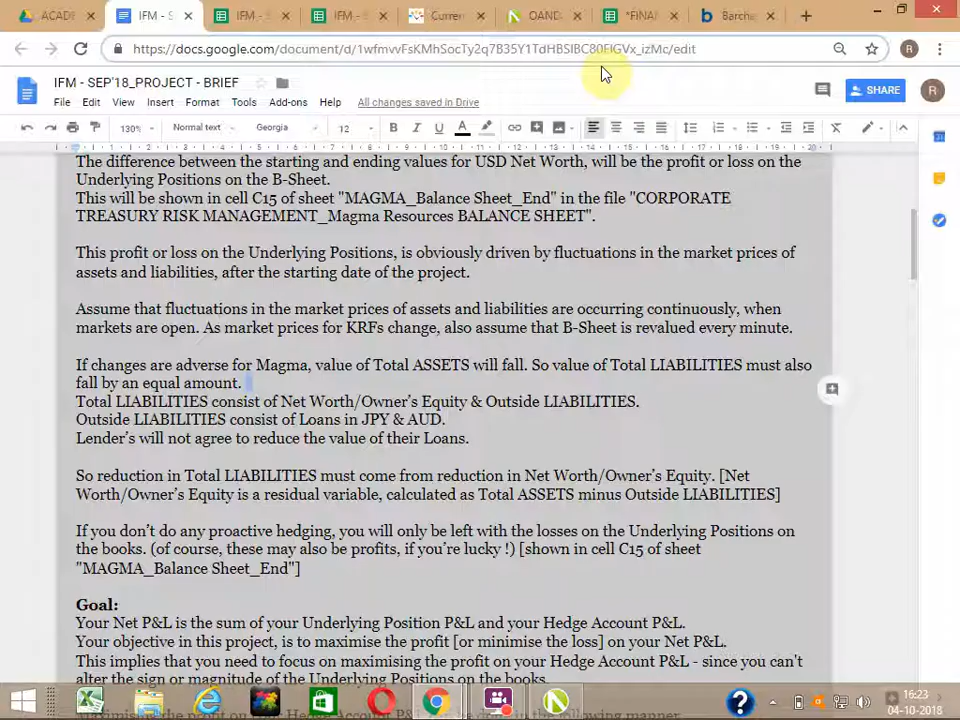 ACADE
IFM - S
IFM - S
IFM - S
Curren
OAND
*FINAN
Barcha
https://docs.google.com/document/d/1wfmvvFsKMhSocTy2q7B35Y1TdHBSlBC80FIGVx_izMc/edit
R
IFM - SEP'18_PROJECT - BRIEF
File Edit View Insert Format Tools Add-ons Help All changes saved in Drive
SHARE
R
130% Normal text Georgia 12 B I U A
The difference between the starting and ending values for USD Net Worth, will be the profit or loss on the
Underlying Positions on the B-Sheet.
This will be shown in cell C15 of sheet "MAGMA_Balance Sheet_End" in the file "CORPORATE
TREASURY RISK MANAGEMENT_Magma Resources BALANCE SHEET".
This profit or loss on the Underlying Positions, is obviously driven by fluctuations in the market prices of
assets and liabilities, after the starting date of the project.
Assume that fluctuations in the market prices of assets and liabilities are occurring continuously, when
markets are open. As market prices for KRFs change, also assume that B-Sheet is revalued every minute.
If changes are adverse for Magma, value of Total ASSETS will fall. So value of Total LIABILITIES must also
fall by an equal amount.
Total LIABILITIES consist of Net Worth/Owner's Equity & Outside LIABILITIES.
Outside LIABILITIES consist of Loans in JPY & AUD.
Lender's will not agree to reduce the value of their Loans.
So reduction in Total LIABILITIES must come from reduction in Net Worth/Owner's Equity. [Net
Worth/Owner's Equity is a residual variable, calculated as Total ASSETS minus Outside LIABILITIES]
If you don't do any proactive hedging, you will only be left with the losses on the Underlying Positions on
the books. (of course, these may also be profits, if you're lucky !) [shown in cell C15 of sheet
"MAGMA_Balance Sheet_End"]
Goal:
Your Net P&L is the sum of your Underlying Position P&L and your Hedge Account P&L.
Your objective in this project, is to maximise the profit [or minimise the loss] on your Net P&L.
This implies that you need to focus on maximising the profit on your Hedge Account P&L - since you can't
alter the sign or magnitude of the Underlying Positions on the books.
16:23
04-10-2018